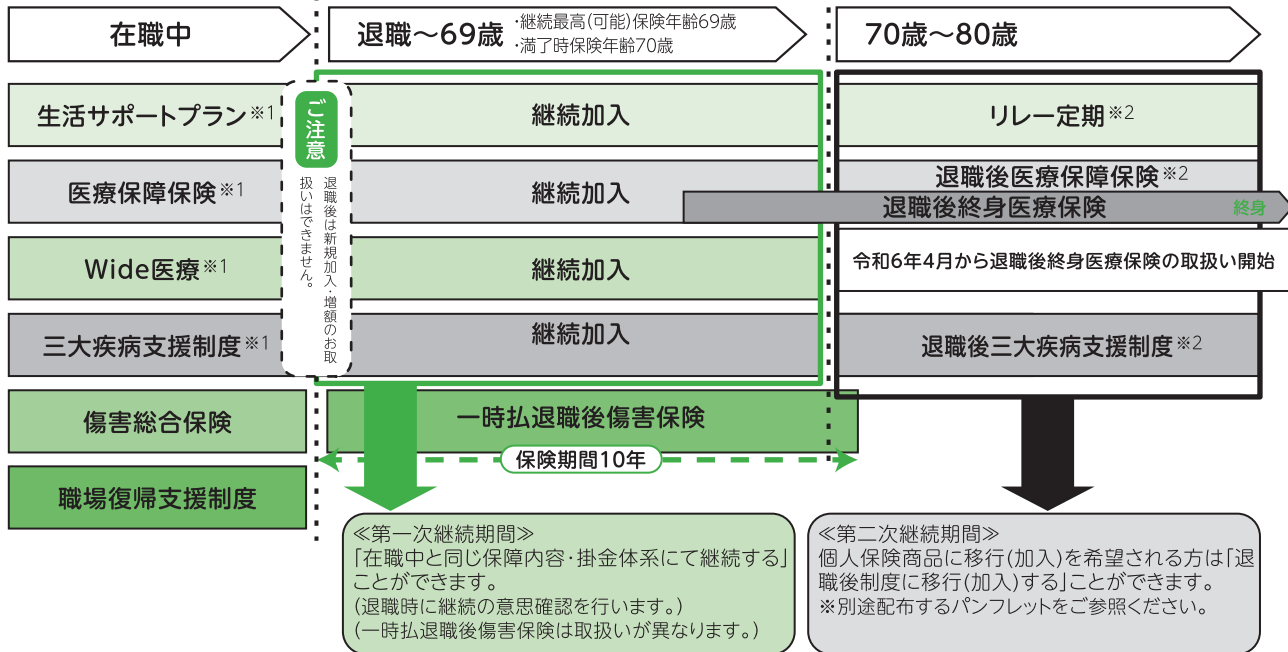 在職中
退職～69歳
･継続最高(可能)保険年齢69歳
･満了時保険年齢70歳
70歳～80歳
生活サポートプラン※1
継続加入
リレー定期※2
ご注意
退職後は新規加入･増額のお取
扱いはできません。
医療保障保険※1
継続加入
退職後医療保障保険※2
退職後終身医療保険
終身
Wide医療※1
継続加入
令和6年4月から退職後終身医療保険の取扱い開始
三大疾病支援制度※1
継続加入
退職後三大疾病支援制度※2
傷害総合保険
一時払退職後傷害保険
保険期間10年
職場復帰支援制度
≪第一次継続期間≫
「在職中と同じ保障内容･掛金体系にて継続する」
ことができます。
(退職時に継続の意思確認を行います。)
(一時払退職後傷害保険は取扱いが異なります。)
≪第二次継続期間≫
個人保険商品に移行(加入)を希望される方は「退
職後制度に移行(加入)する」ことができます。
※別途配布するパンフレットをご参照ください。